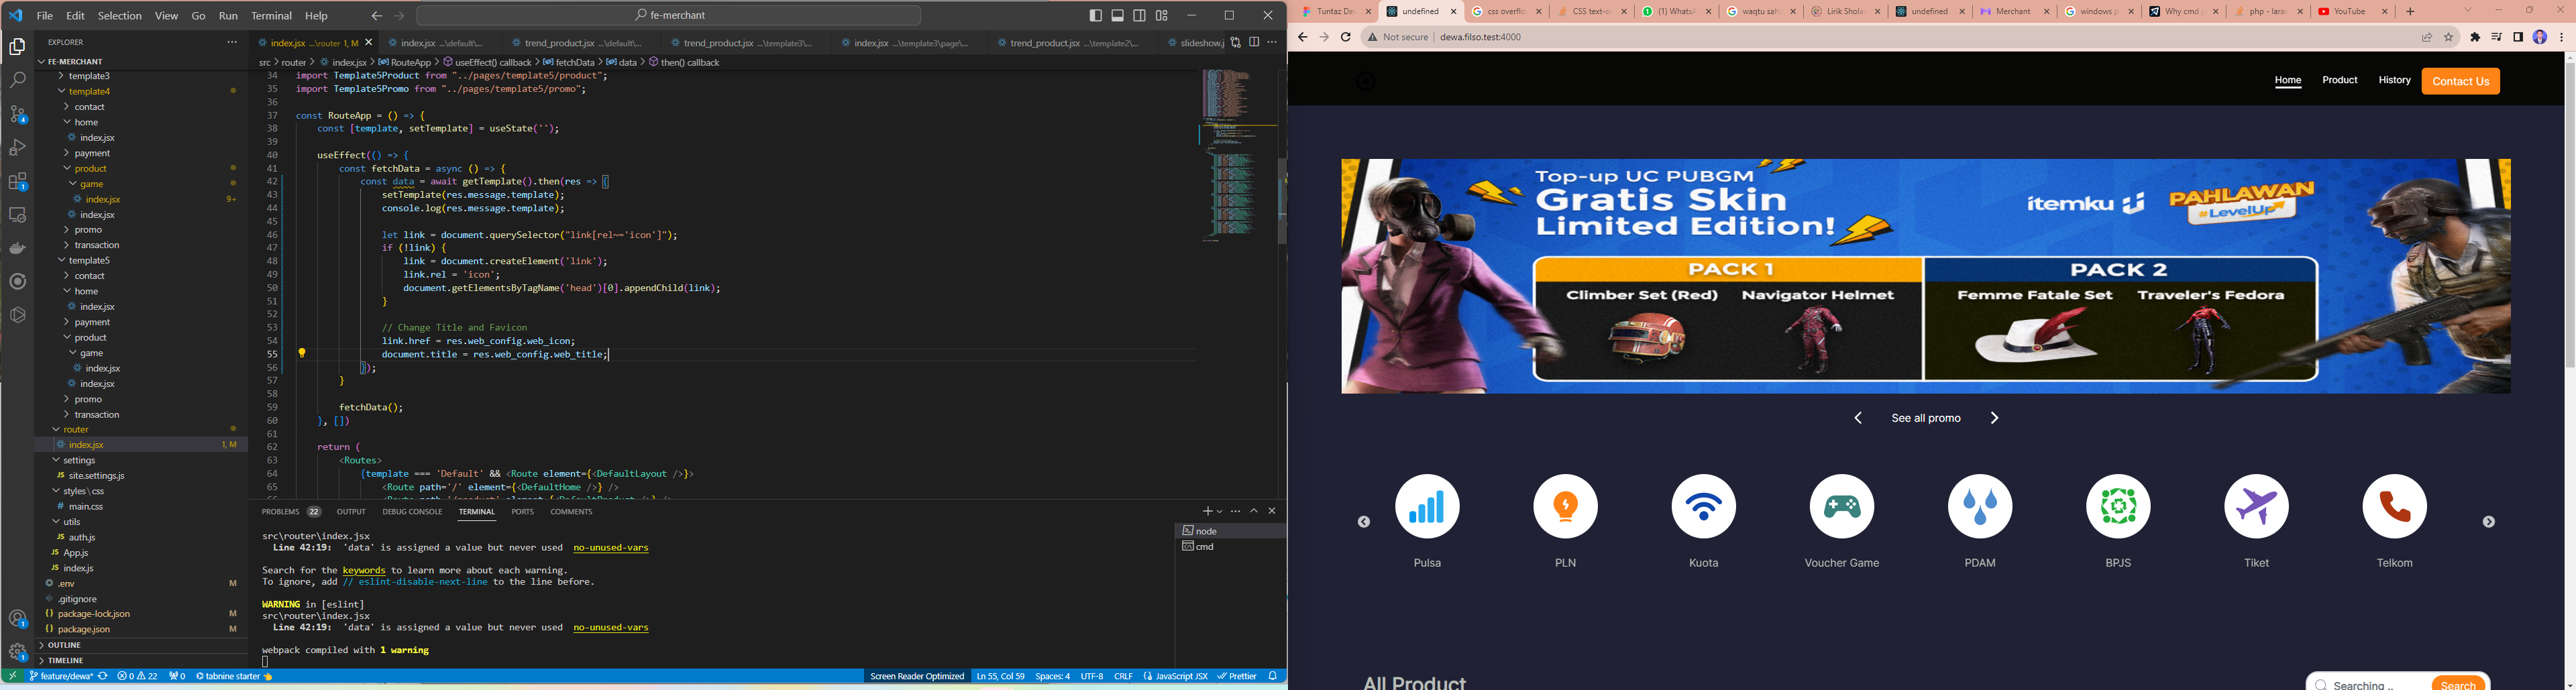 File Edit Selection View Go Run Terminal Help
fe-merchant
EXPLORER
FE-MERCHANT
template3
template4
contact
home
index.jsx
payment
product
game
index.jsx 9+
index.jsx
promo
transaction
template5
contact
home
index.jsx
payment
product
game
index.jsx
index.jsx
promo
transaction
router
index.jsx 1, M
settings
JS site.settings.js
styles\css
# main.css
utils
JS auth.js
JS App.js
JS index.js
.env M
.gitignore
{} package-lock.json M
{} package.json M
OUTLINE
TIMELINE
index.jsx ...\router 1, M
index.jsx ...\default\...
trend_product.jsx ...\default\...
trend_product.jsx ...\template3\...
index.jsx ...\template3\page\...
trend_product.jsx ...\template2\...
slideshow.j
src > router > index.jsx > RouteApp > useEffect() callback > fetchData > data > then() callback
34 import Template5Product from "../pages/template5/product";
35 import Template5Promo from "../pages/template5/promo";
36
37 const RouteApp = () => {
38 const [template, setTemplate] = useState('');
39
40 useEffect(() => {
41 const fetchData = async () => {
42 const data = await getTemplate().then(res => {
43 setTemplate(res.message.template);
44 console.log(res.message.template);
45
46 let link = document.querySelector("link[rel~='icon']");
47 if (!link) {
48 link = document.createElement('link');
49 link.rel = 'icon';
50 document.getElementsByTagName('head')[0].appendChild(link);
51 }
52
53 // Change Title and Favicon
54 link.href = res.web_config.web_icon;
55 document.title = res.web_config.web_title;
56 });
57 }
58
59 fetchData();
60 }, [])
61
62 return (
63 <Routes>
64 {template === 'Default' && <Route element={<DefaultLayout />}>
65 <Route path='/' element={<DefaultHome />} />
PROBLEMS 22 OUTPUT DEBUG CONSOLE TERMINAL PORTS COMMENTS
node
cmd
src\router\index.jsx
Line 42:19: 'data' is assigned a value but never used no-unused-vars
Search for the keywords to learn more about each warning.
To ignore, add // eslint-disable-next-line to the line before.
WARNING in [eslint]
src\router\index.jsx
Line 42:19: 'data' is assigned a value but never used no-unused-vars
webpack compiled with 1 warning
feature/dewa* 0 22 0 tabnine starter
Screen Reader Optimized Ln 55, Col 59 Spaces: 4 UTF-8 CRLF {} JavaScript JSX Prettier
Tuntaz De
undefined
css overflo
CSS text-o
(1) Whats
waqtu sah
Lirik Shola
undefined
Merchant
windows p
Why cmd
php - lara
YouTube
Not secure | dewa.filso.test:4000
Home Product History Contact Us
Top-up UC PUBGM
Gratis Skin
Limited Edition!
itemku
PAHLAWAN
#LevelUp
PACK 1 PACK 2
Climber Set (Red) Navigator Helmet Femme Fatale Set Traveler's Fedora
See all promo
Pulsa PLN Kuota Voucher Game PDAM BPJS Tiket Telkom
All Product
Searching .. Search